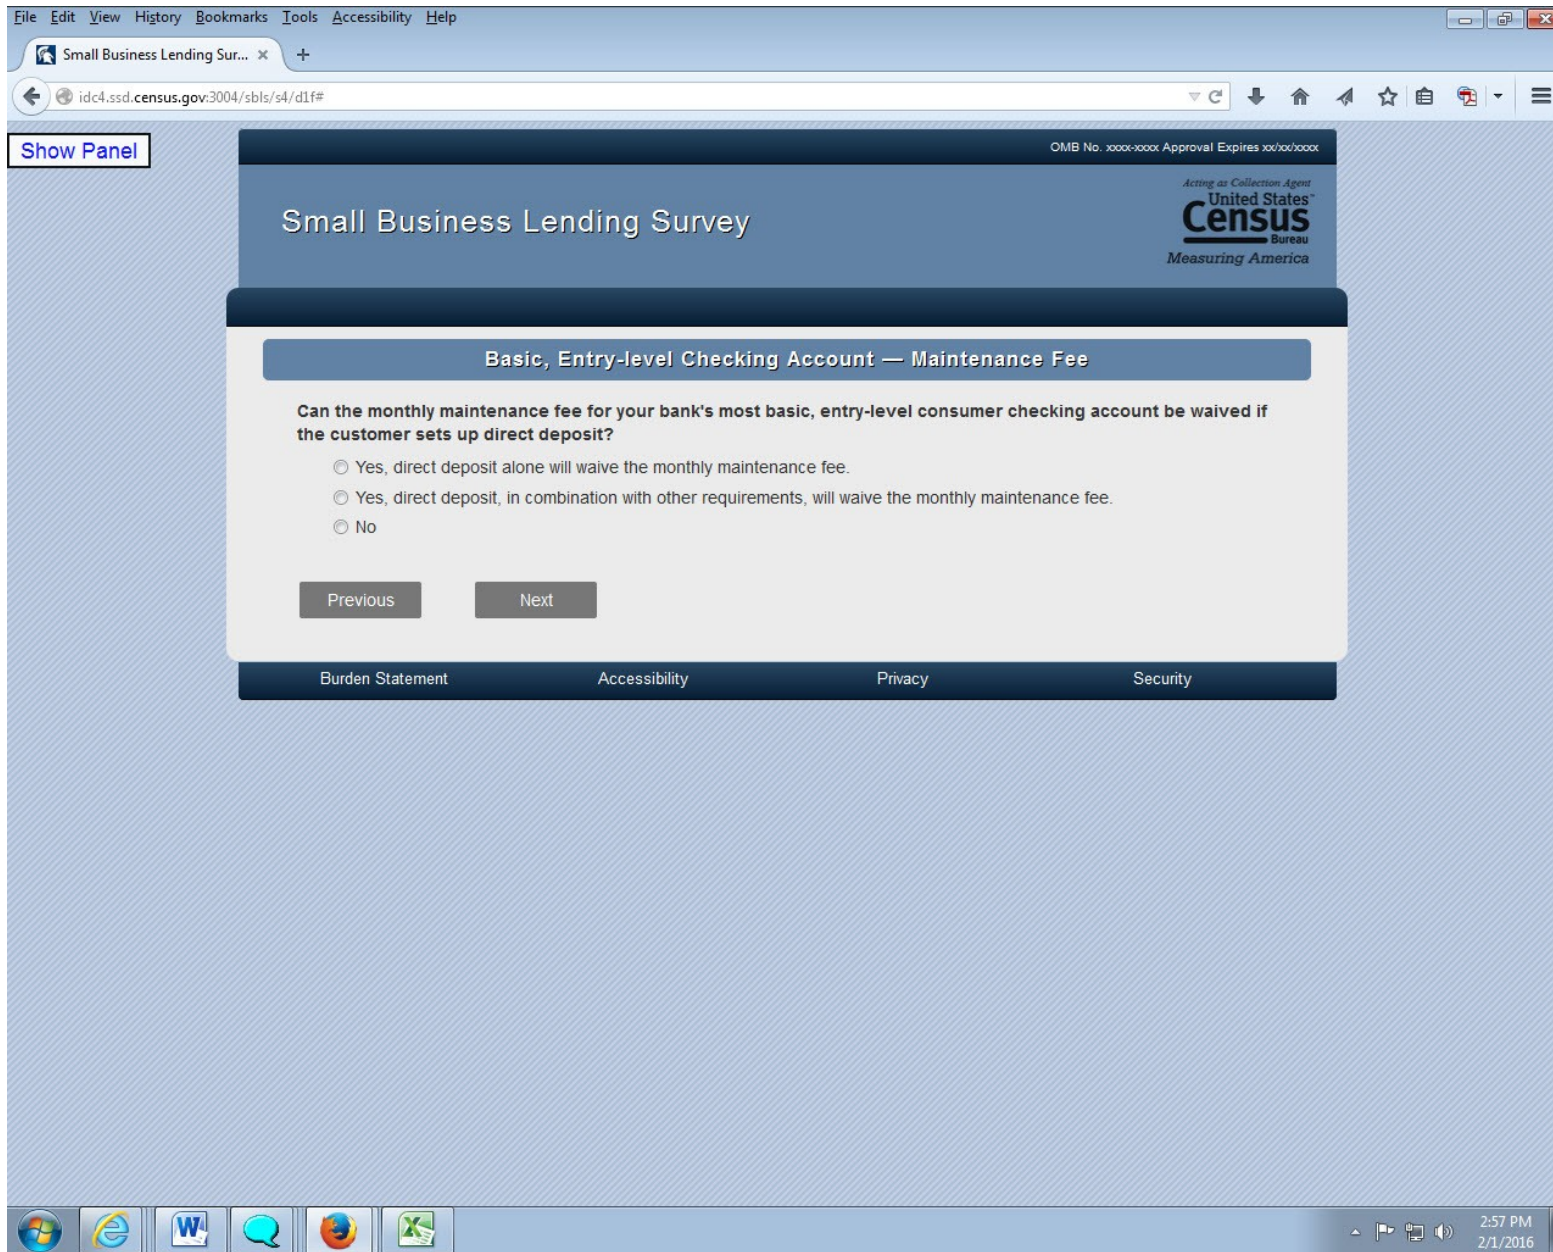 File Edit View History Bookmarks Tools Accessibility Help
Small Business Lending Sur...
idc4.ssd.census.gov:3004/sbls/s4/d1f#
Show Panel
OMB No. xxxx-xxxx Approval Expires xx/xx/xxxx
Small Business Lending Survey
Acting as Collection Agent
United States™
Census
Bureau
Measuring America
Basic, Entry-level Checking Account — Maintenance Fee
Can the monthly maintenance fee for your bank's most basic, entry-level consumer checking account be waived if
the customer sets up direct deposit?
Yes, direct deposit alone will waive the monthly maintenance fee.
Yes, direct deposit, in combination with other requirements, will waive the monthly maintenance fee.
No
Previous Next
Burden Statement Accessibility Privacy Security
2:57 PM
2/1/2016